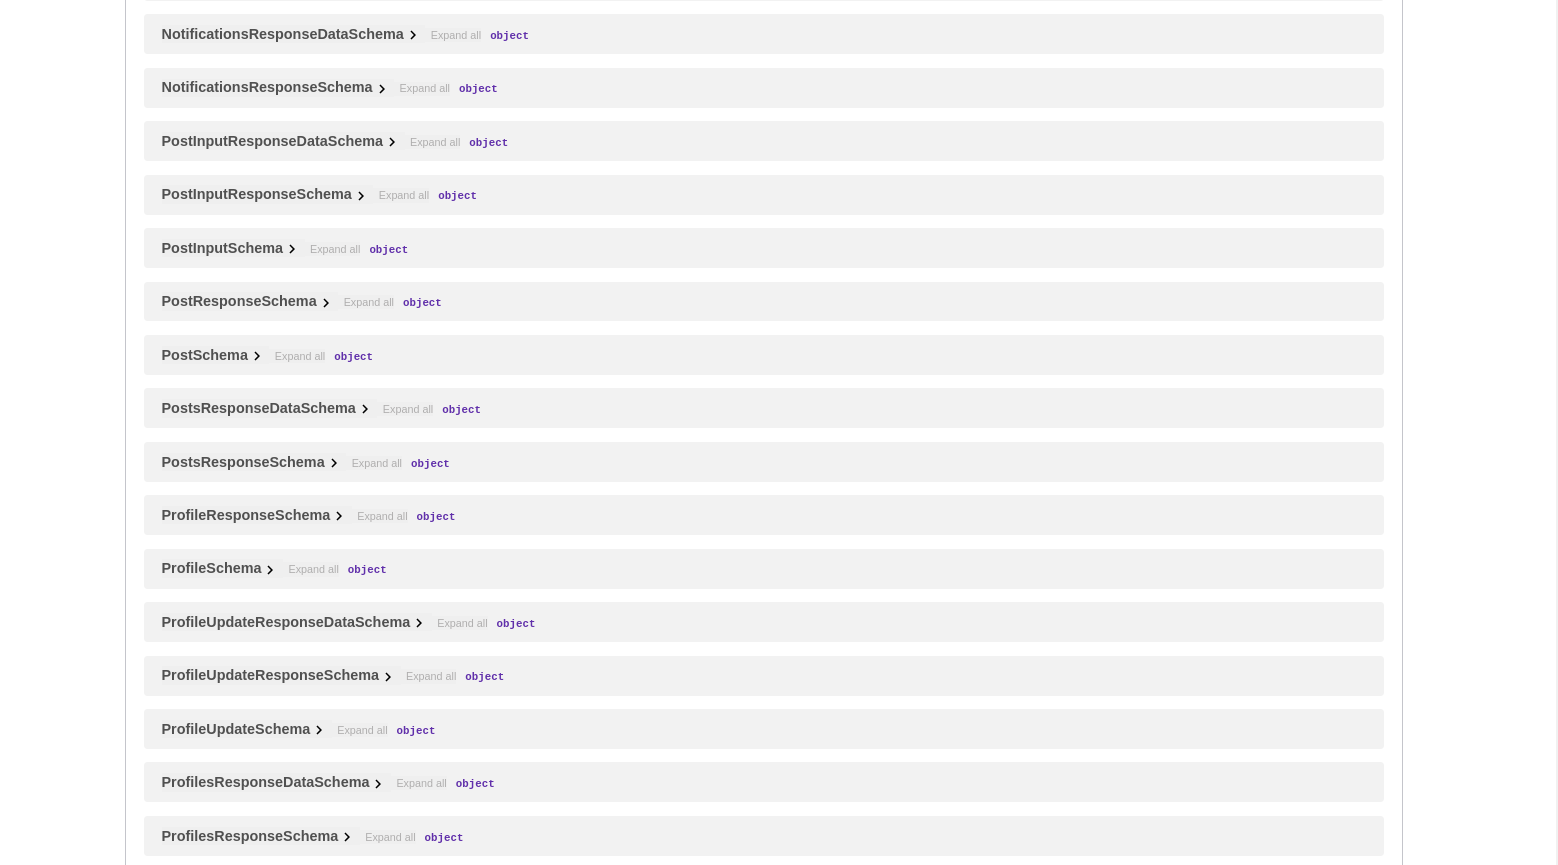 NotificationsResponseDataSchema Expand all object
NotificationsResponseSchema Expand all object
PostInputResponseDataSchema Expand all object
PostInputResponseSchema Expand all object
PostInputSchema Expand all object
PostResponseSchema Expand all object
PostSchema Expand all object
PostsResponseDataSchema Expand all object
PostsResponseSchema Expand all object
ProfileResponseSchema Expand all object
ProfileSchema Expand all object
ProfileUpdateResponseDataSchema Expand all object
ProfileUpdateResponseSchema Expand all object
ProfileUpdateSchema Expand all object
ProfilesResponseDataSchema Expand all object
ProfilesResponseSchema Expand all object